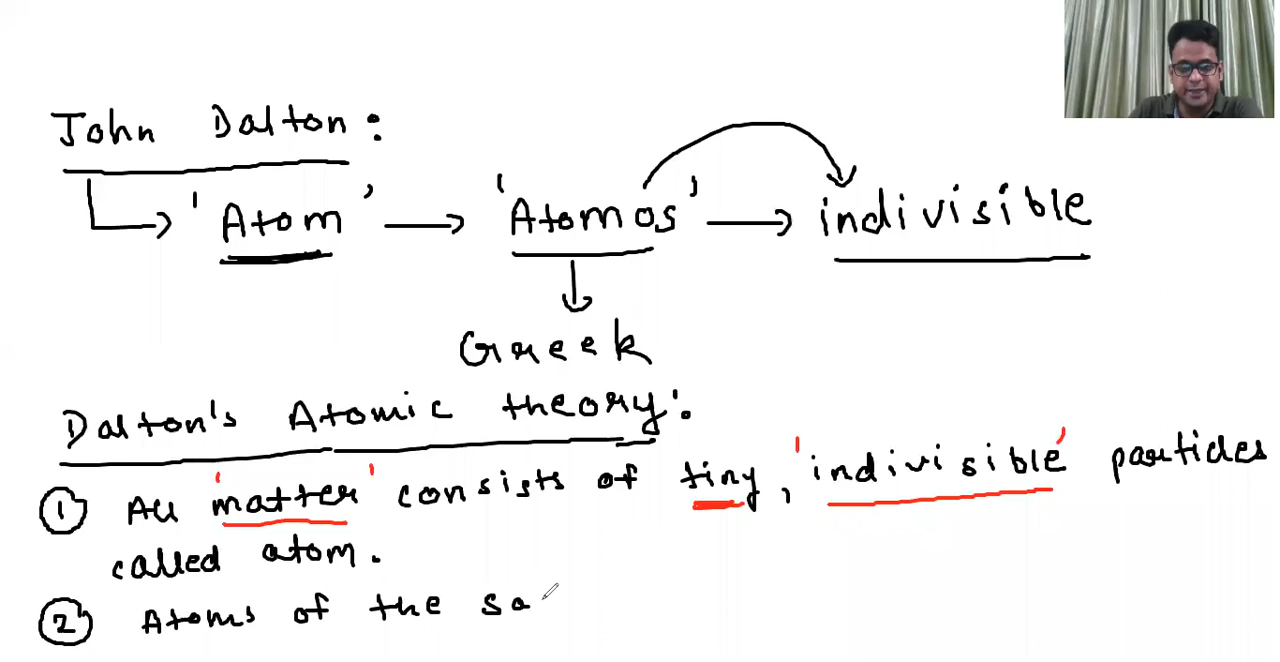 John Dalton:
'Atom' → 'Atomos' → indivisible
Greek
Dalton's Atomic theory:
① All 'matter' consists of tiny, 'indivisible' particles
called atom.
② Atoms of the sa